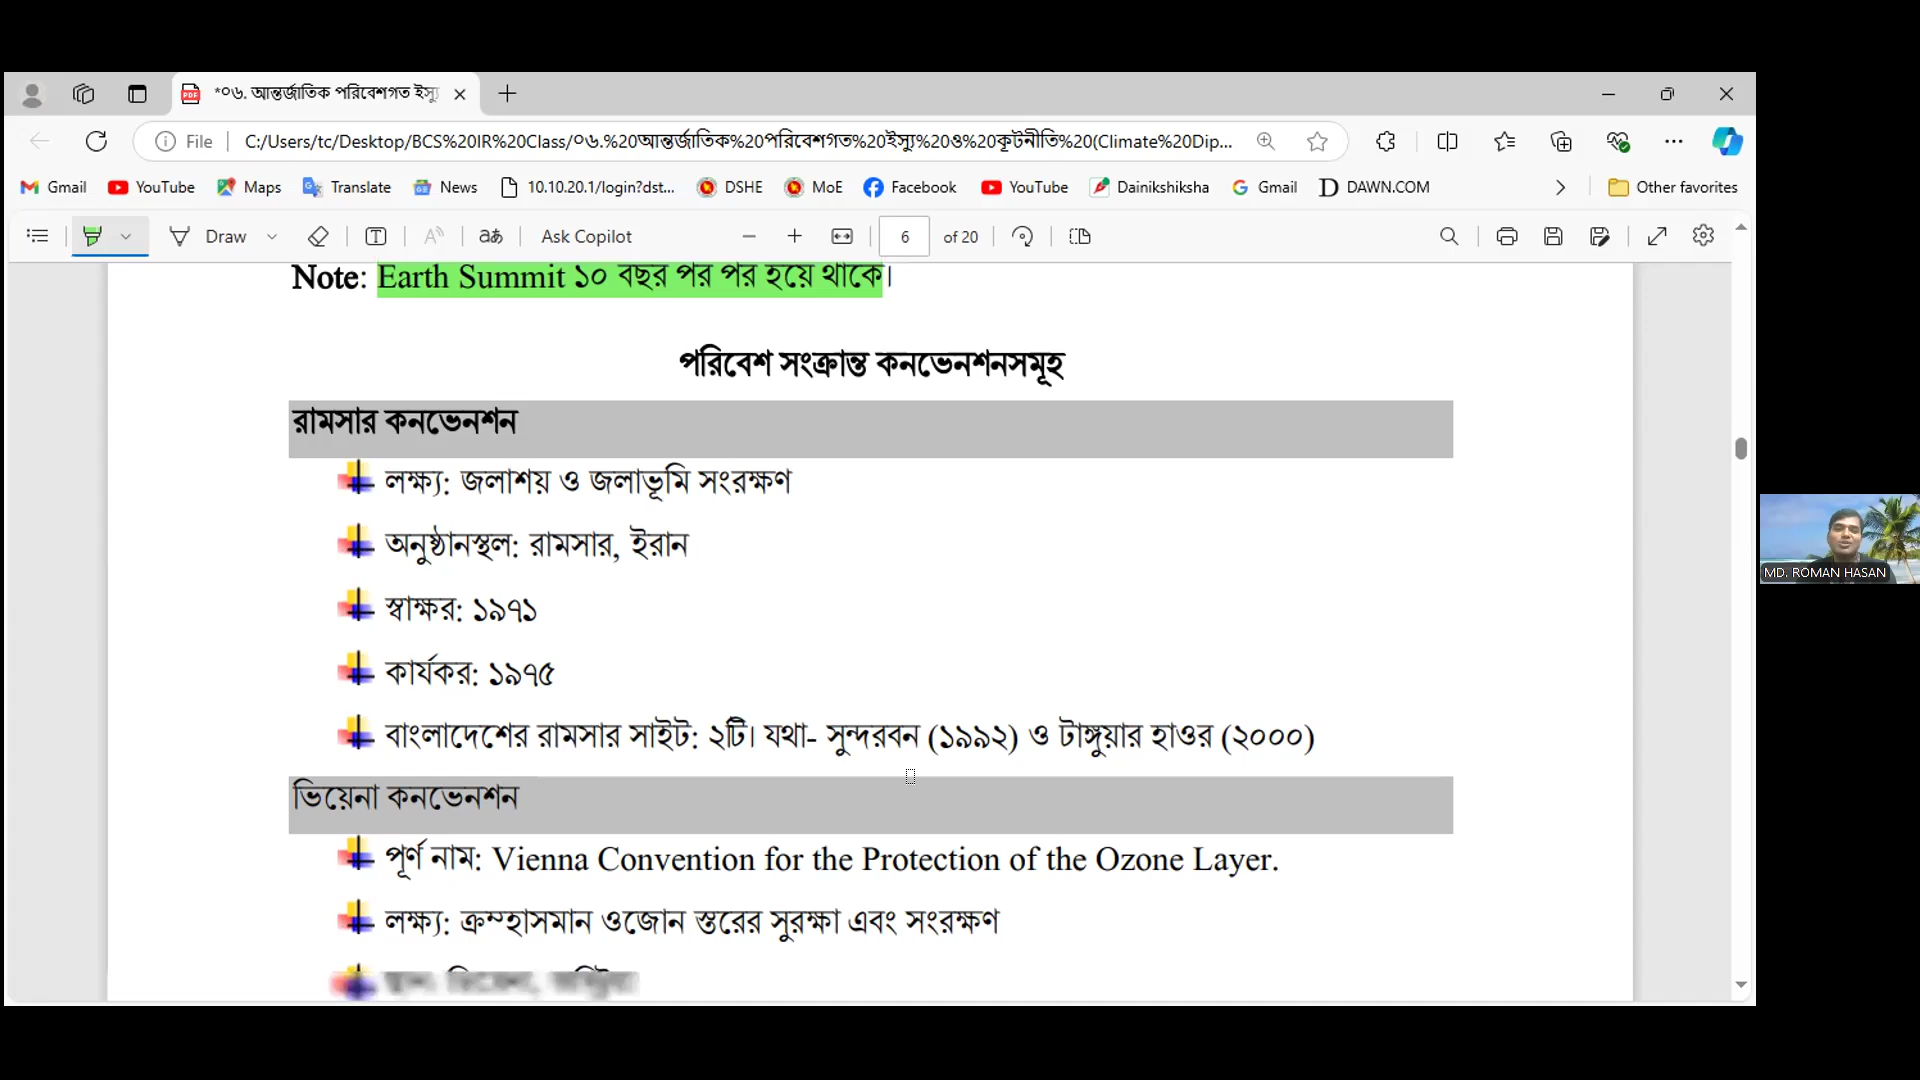 *০৬. আন্তর্জাতিক পরিবেশগত ইস্যু
File C:/Users/tc/Desktop/BCS%20IR%20Class/০৬.%20আন্তর্জাতিক%20পরিবেশগত%20ইস্যু%20ও%20কূটনীতি%20(Climate%20Dip...
Gmail YouTube Maps Translate News 10.10.20.1/login?dst... DSHE MoE Facebook YouTube Dainikshiksha Gmail DAWN.COM Other favorites
Draw Ask Copilot 6 of 20
Note: Earth Summit ১০ বছর পর পর হয়ে থাকে।
পরিবেশ সংক্রান্ত কনভেনশনসমূহ
রামসার কনভেনশন
লক্ষ্য: জলাশয় ও জলাভূমি সংরক্ষণ
অনুষ্ঠানস্থল: রামসার, ইরান
স্বাক্ষর: ১৯৭১
কার্যকর: ১৯৭৫
বাংলাদেশের রামসার সাইট: ২টি। যথা- সুন্দরবন (১৯৯২) ও টাঙ্গুয়ার হাওর (২০০০)
ভিয়েনা কনভেনশন
পূর্ণ নাম: Vienna Convention for the Protection of the Ozone Layer.
লক্ষ্য: ক্রমহ্রাসমান ওজোন স্তরের সুরক্ষা এবং সংরক্ষণ
MD. ROMAN HASAN